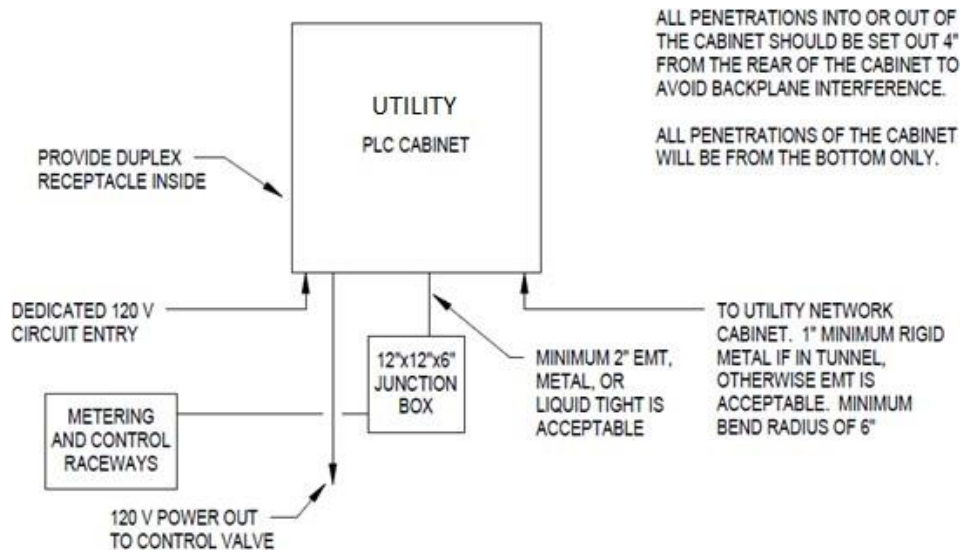 ALL PENETRATIONS INTO OR OUT OF
THE CABINET SHOULD BE SET OUT 4"
FROM THE REAR OF THE CABINET TO
AVOID BACKPLANE INTERFERENCE.
ALL PENETRATIONS OF THE CABINET
WILL BE FROM THE BOTTOM ONLY.
UTILITY
PLC CABINET
PROVIDE DUPLEX
RECEPTACLE INSIDE
DEDICATED 120 V
CIRCUIT ENTRY
12"x12"x6"
JUNCTION
BOX
MINIMUM 2" EMT,
METAL, OR
LIQUID TIGHT IS
ACCEPTABLE
TO UTILITY NETWORK
CABINET. 1" MINIMUM RIGID
METAL IF IN TUNNEL,
OTHERWISE EMT IS
ACCEPTABLE. MINIMUM
BEND RADIUS OF 6"
METERING
AND CONTROL
RACEWAYS
120 V POWER OUT
TO CONTROL VALVE